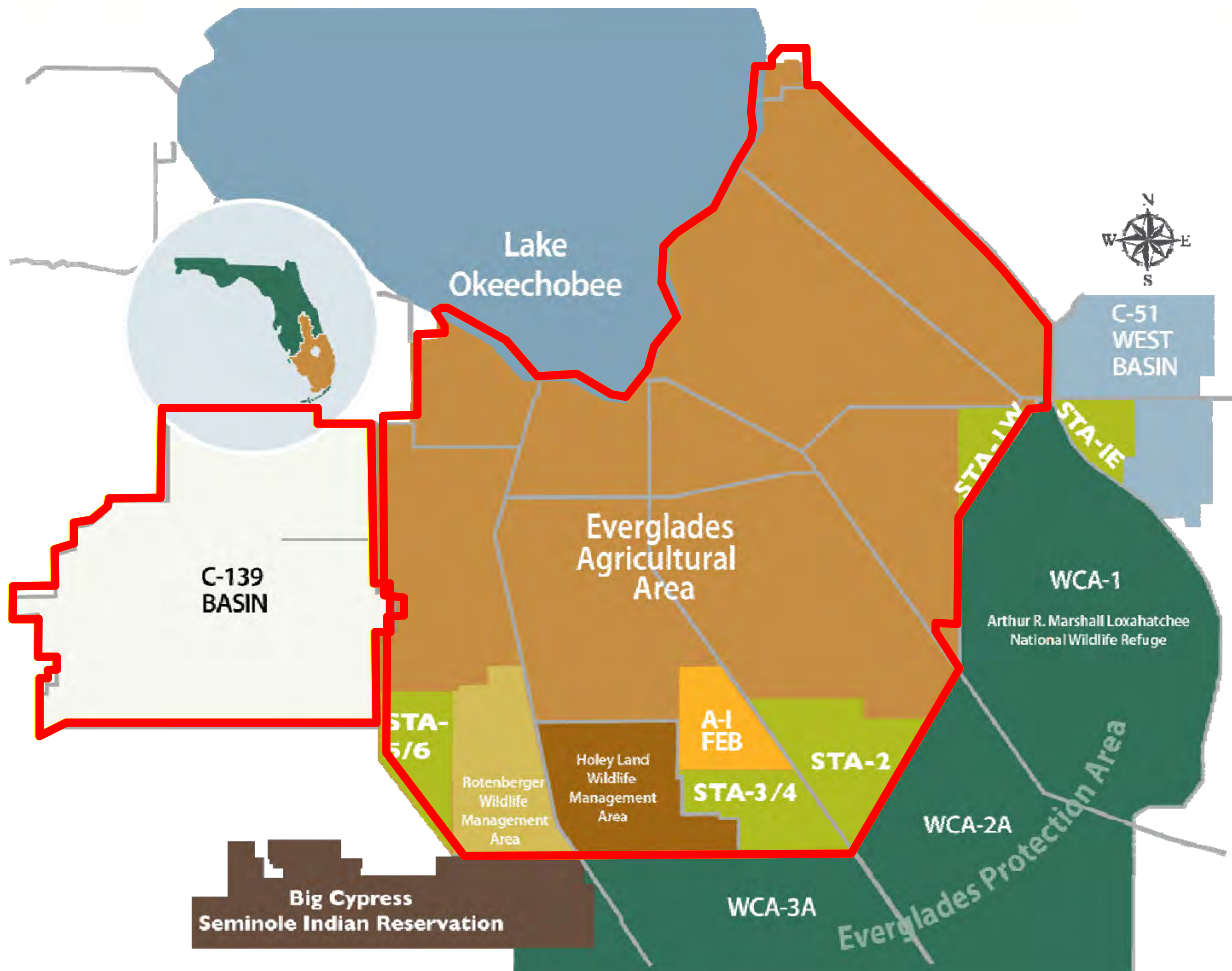 Lake
Okeechobee
N
W
E
S
C-51
WEST
BASIN
STA-1W
STA-1E
Everglades
Agricultural
Area
C-139
BASIN
WCA-1
Arthur R. Marshall Loxahatchee
National Wildlife Refuge
STA-
5/6
A-1
FEB
Rotenberger
Wildlife
Management
Area
Holey Land
Wildlife
Management
Area
STA-3/4
STA-2
WCA-2A
Everglades Protection Area
Big Cypress
Seminole Indian Reservation
WCA-3A